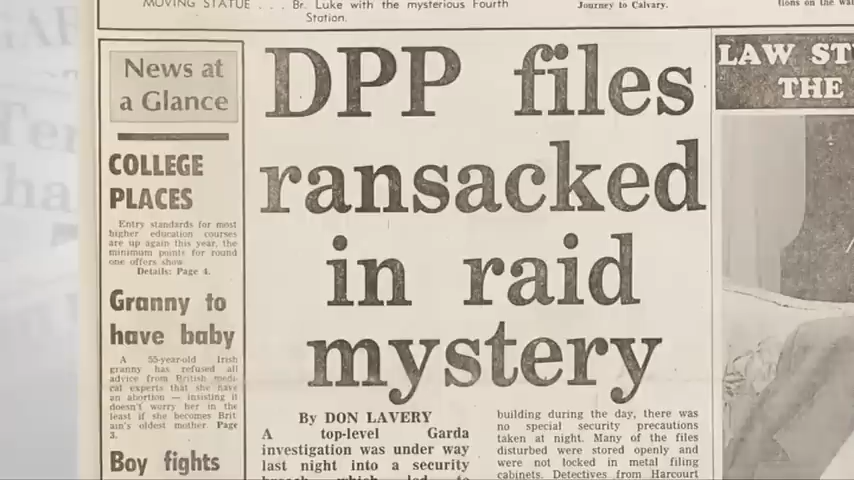 MOVING STATUE . . . Br. Luke with the mysterious Fourth
Station.
Journey to Calvary.
tions on the
News at
a Glance
COLLEGE
PLACES
Entry standards for most
higher education courses
are up again this year, the
minimum points for round
one offers show.
Details: Page 4.
Granny to
have baby
A 55-year-old Irish
granny has refused all
advice from British medi-
cal experts that she have
an abortion — insisting it
doesn't worry her in the
least if she becomes Brit
ain's oldest mother. Page
3.
Boy fights
DPP files
ransacked
in raid
mystery
By DON LAVERY
A top-level Garda
investigation was under way
last night into a security
building during the day, there was
no special security precautions
taken at night. Many of the files
disturbed were stored openly and
were not locked in metal filing
cabinets. Detectives from Harcourt
LAW ST
THE